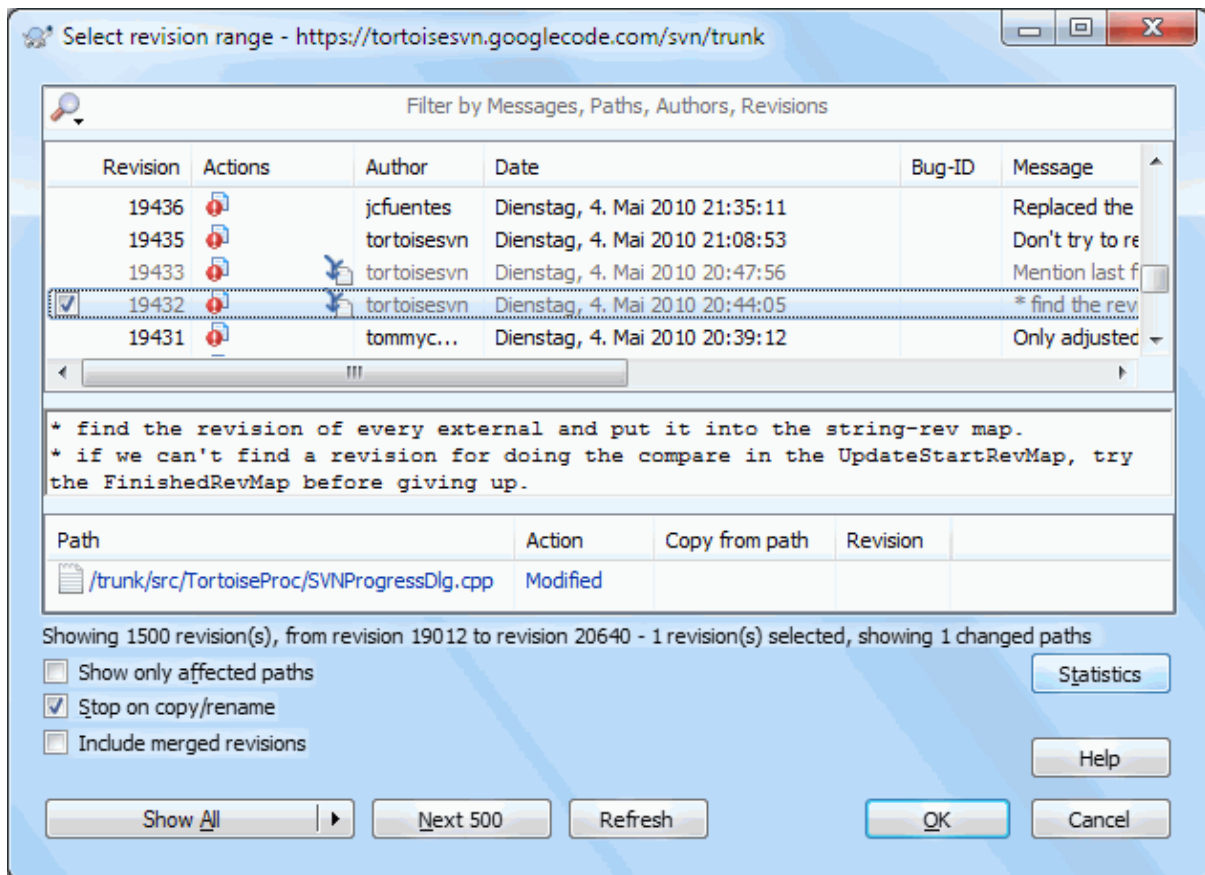 Select revision range - https://tortoisesvn.googlecode.com/svn/trunk
Filter by Messages, Paths, Authors, Revisions
Revision Actions Author Date Bug-ID Message
19436 jcfuentes Dienstag, 4. Mai 2010 21:35:11 Replaced the
19435 tortoisesvn Dienstag, 4. Mai 2010 21:08:53 Don't try to re
19433 tortoisesvn Dienstag, 4. Mai 2010 20:47:56 Mention last f
19432 tortoisesvn Dienstag, 4. Mai 2010 20:44:05 * find the rev
19431 tommyc... Dienstag, 4. Mai 2010 20:39:12 Only adjusted
* find the revision of every external and put it into the string-rev map.
* if we can't find a revision for doing the compare in the UpdateStartRevMap, try
the FinishedRevMap before giving up.
Path Action Copy from path Revision
/trunk/src/TortoiseProc/SVNProgressDlg.cpp Modified
Showing 1500 revision(s), from revision 19012 to revision 20640 - 1 revision(s) selected, showing 1 changed paths
Show only affected paths
Statistics
Stop on copy/rename
Include merged revisions
Help
Show All Next 500 Refresh OK Cancel